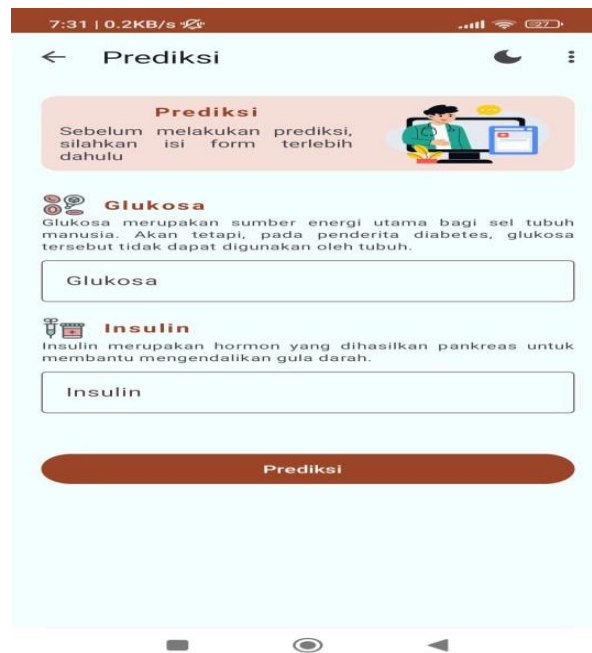 7:31 | 0.2KB/s
27
Prediksi
Prediksi
Sebelum melakukan prediksi,
silahkan isi form terlebih
dahulu
Glukosa
Glukosa merupakan sumber energi utama bagi sel tubuh
manusia. Akan tetapi, pada penderita diabetes, glukosa
tersebut tidak dapat digunakan oleh tubuh.
Glukosa
Insulin
Insulin merupakan hormon yang dihasilkan pankreas untuk
membantu mengendalikan gula darah.
Insulin
Prediksi